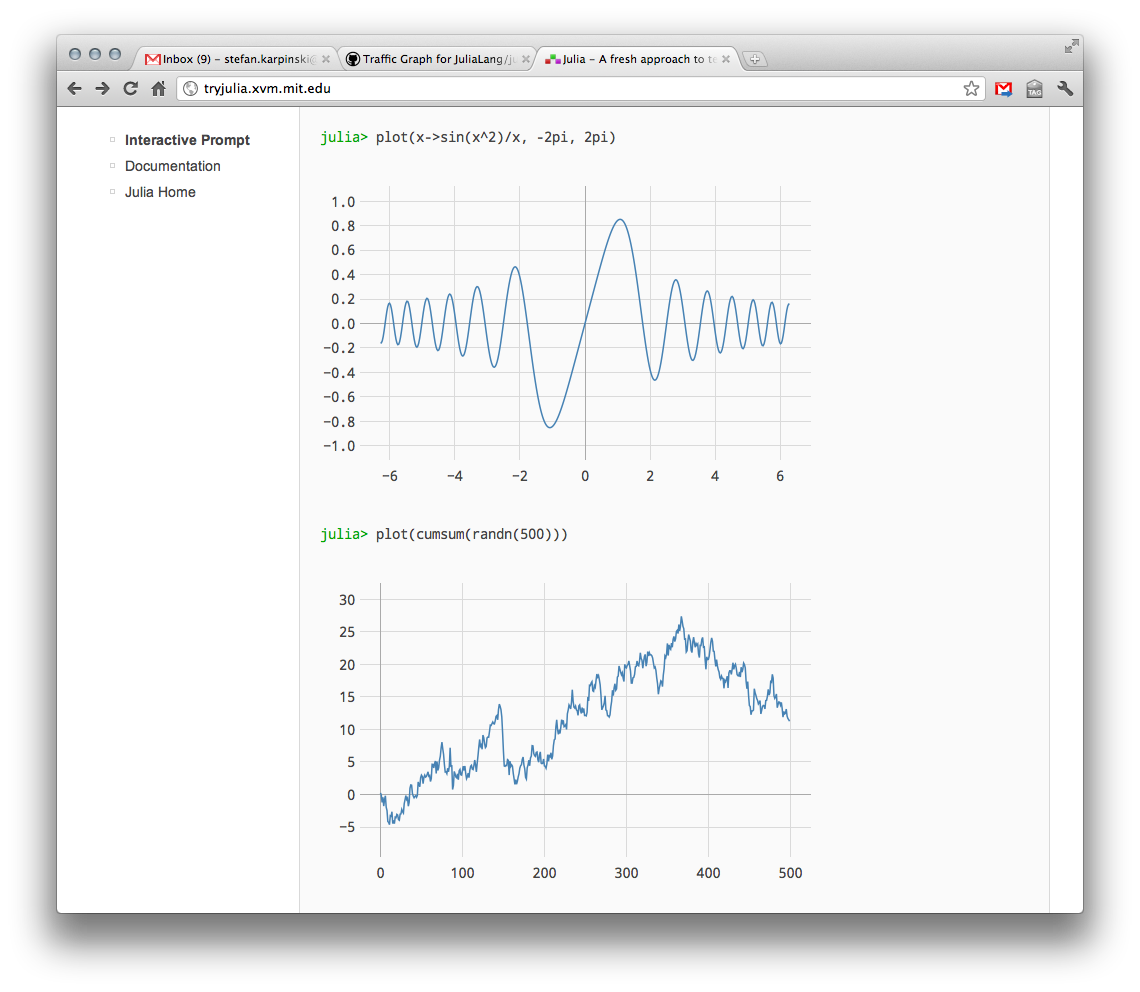 Inbox (9) – stefan.karpinski@
Traffic Graph for JuliaLang/ju
Julia – A fresh approach to te
tryjulia.xvm.mit.edu
TAG
Interactive Prompt
Documentation
Julia Home
julia> plot(x->sin(x^2)/x, -2pi, 2pi)
1.0
0.8
0.6
0.4
0.2
0.0
−0.2
−0.4
−0.6
−0.8
−1.0
−6 −4 −2 0 2 4 6
julia> plot(cumsum(randn(500)))
30
25
20
15
10
5
0
−5
0 100 200 300 400 500